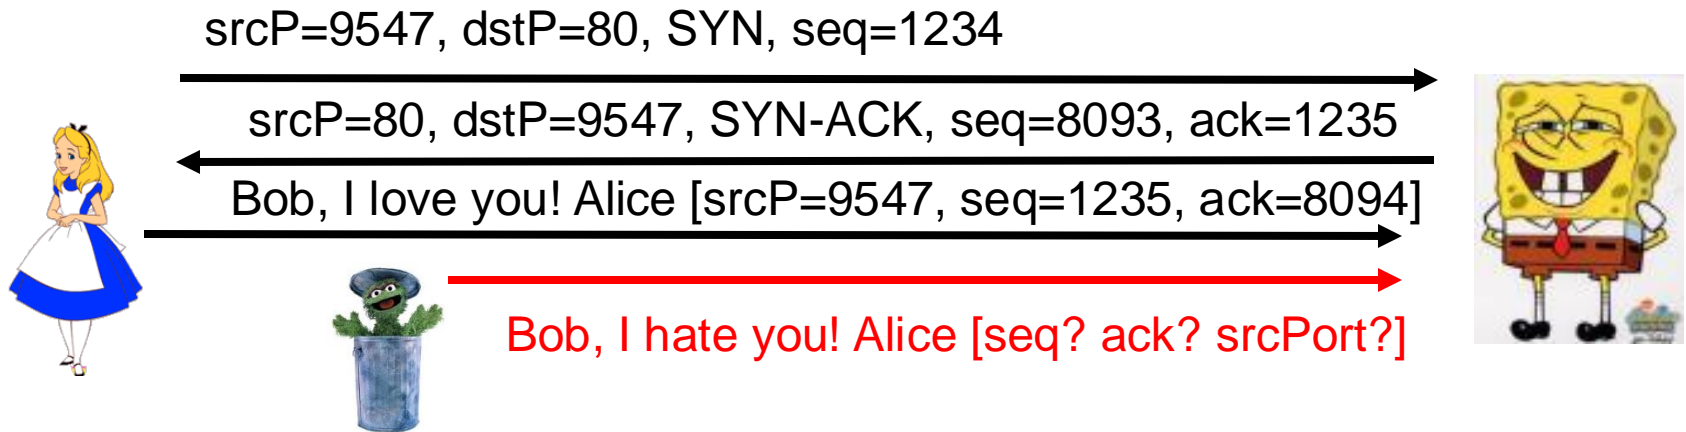 srcP=9547, dstP=80, SYN, seq=1234
srcP=80, dstP=9547, SYN-ACK, seq=8093, ack=1235
Bob, I love you! Alice [srcP=9547, seq=1235, ack=8094]
Bob, I hate you! Alice [seq? ack? srcPort?]